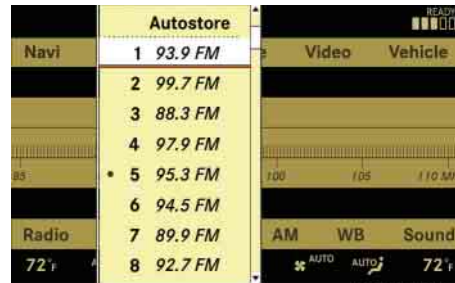 READY
Autostore
Navi Video Vehicle
1 93.9 FM
2 99.7 FM
3 88.3 FM
4 97.9 FM
85 100 105 110
5 95.3 FM
6 94.5 FM
Radio AM WB Sound
7 89.9 FM
72°F AUTO AUTO 72°F
8 92.7 FM